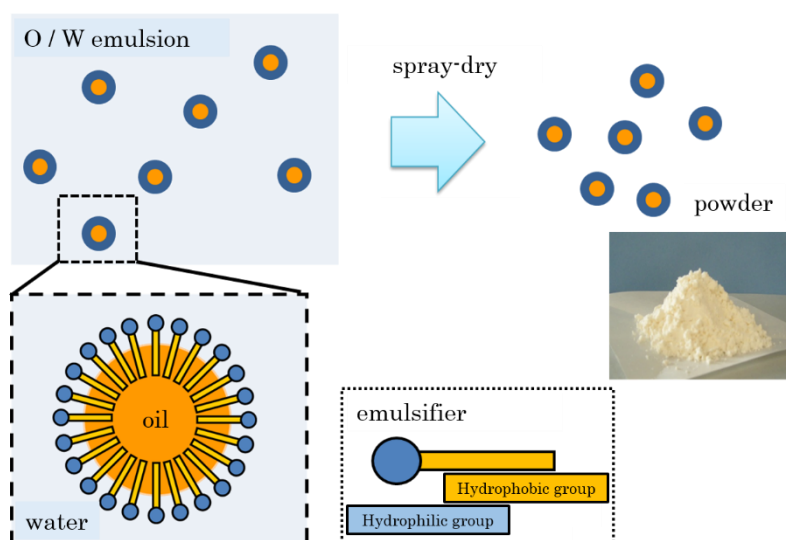 O / W emulsion
spray-dry
powder
oil
water
emulsifier
Hydrophobic group
Hydrophilic group